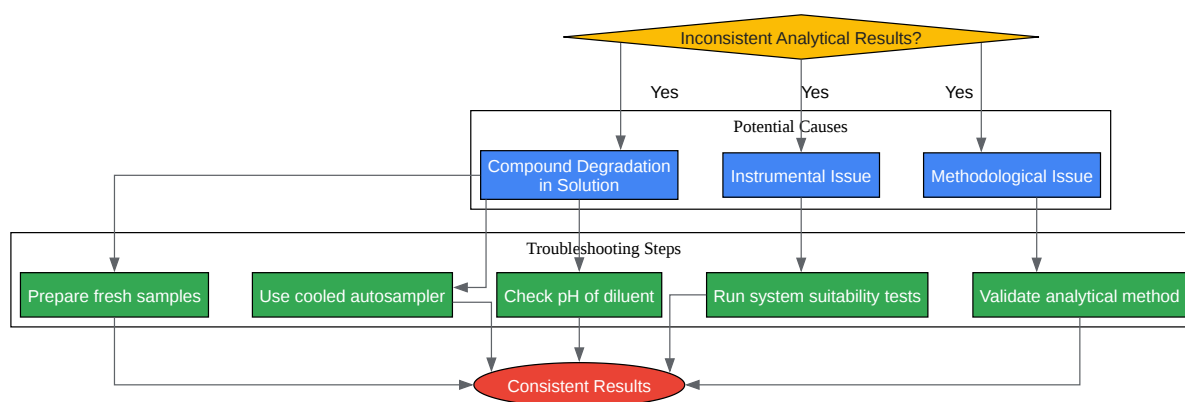 Inconsistent Analytical Results?
Yes
Yes
Yes
Potential Causes
Compound Degradation
in Solution
Instrumental Issue
Methodological Issue
Troubleshooting Steps
Prepare fresh samples
Use cooled autosampler
Check pH of diluent
Run system suitability tests
Validate analytical method
Consistent Results